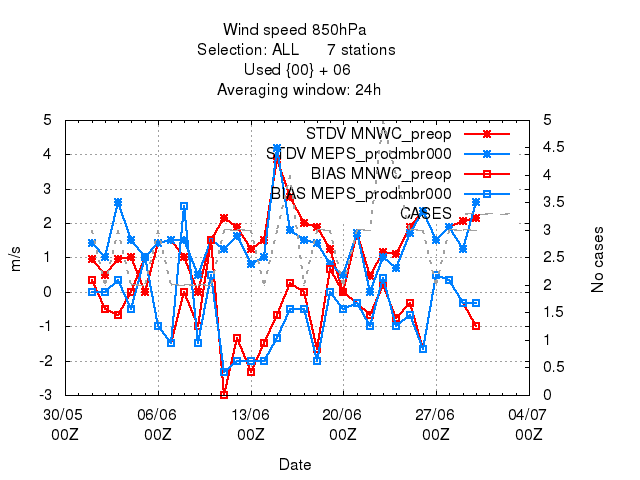 Wind speed 850hPa
Selection: ALL 7 stations
Used {00} + 06
Averaging window: 24h
5 5
STDV MNWC_preop
4 4.5
STDV MEPS_prodmbr000
4
BIAS MNWC_preop
3 3.5
BIAS MEPS_prodmbr000
CASES
2 3
1 2.5
m/s
No cases
0 2
-1 1.5
1
-2 0.5
-3 0
30/05 06/06 13/06 20/06 27/06 04/07
00Z 00Z 00Z 00Z 00Z 00Z
Date